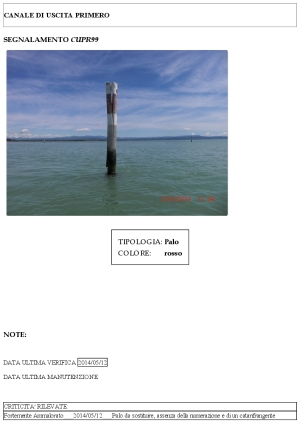 CANALE DI USCITA PRIMERO
SEGNALAMENTO CUPR99
TIPOLOGIA: Palo
COLORE: rosso
NOTE:
DATA ULTIMA VERIFICA 2014/05/12
DATA ULTIMA MANUTENZIONE
CRITICITA' RILEVATE
Fortemente Ammalorato 2014/05/12 Palo da sostituire, assenza della numerazione e di un catarifrangente